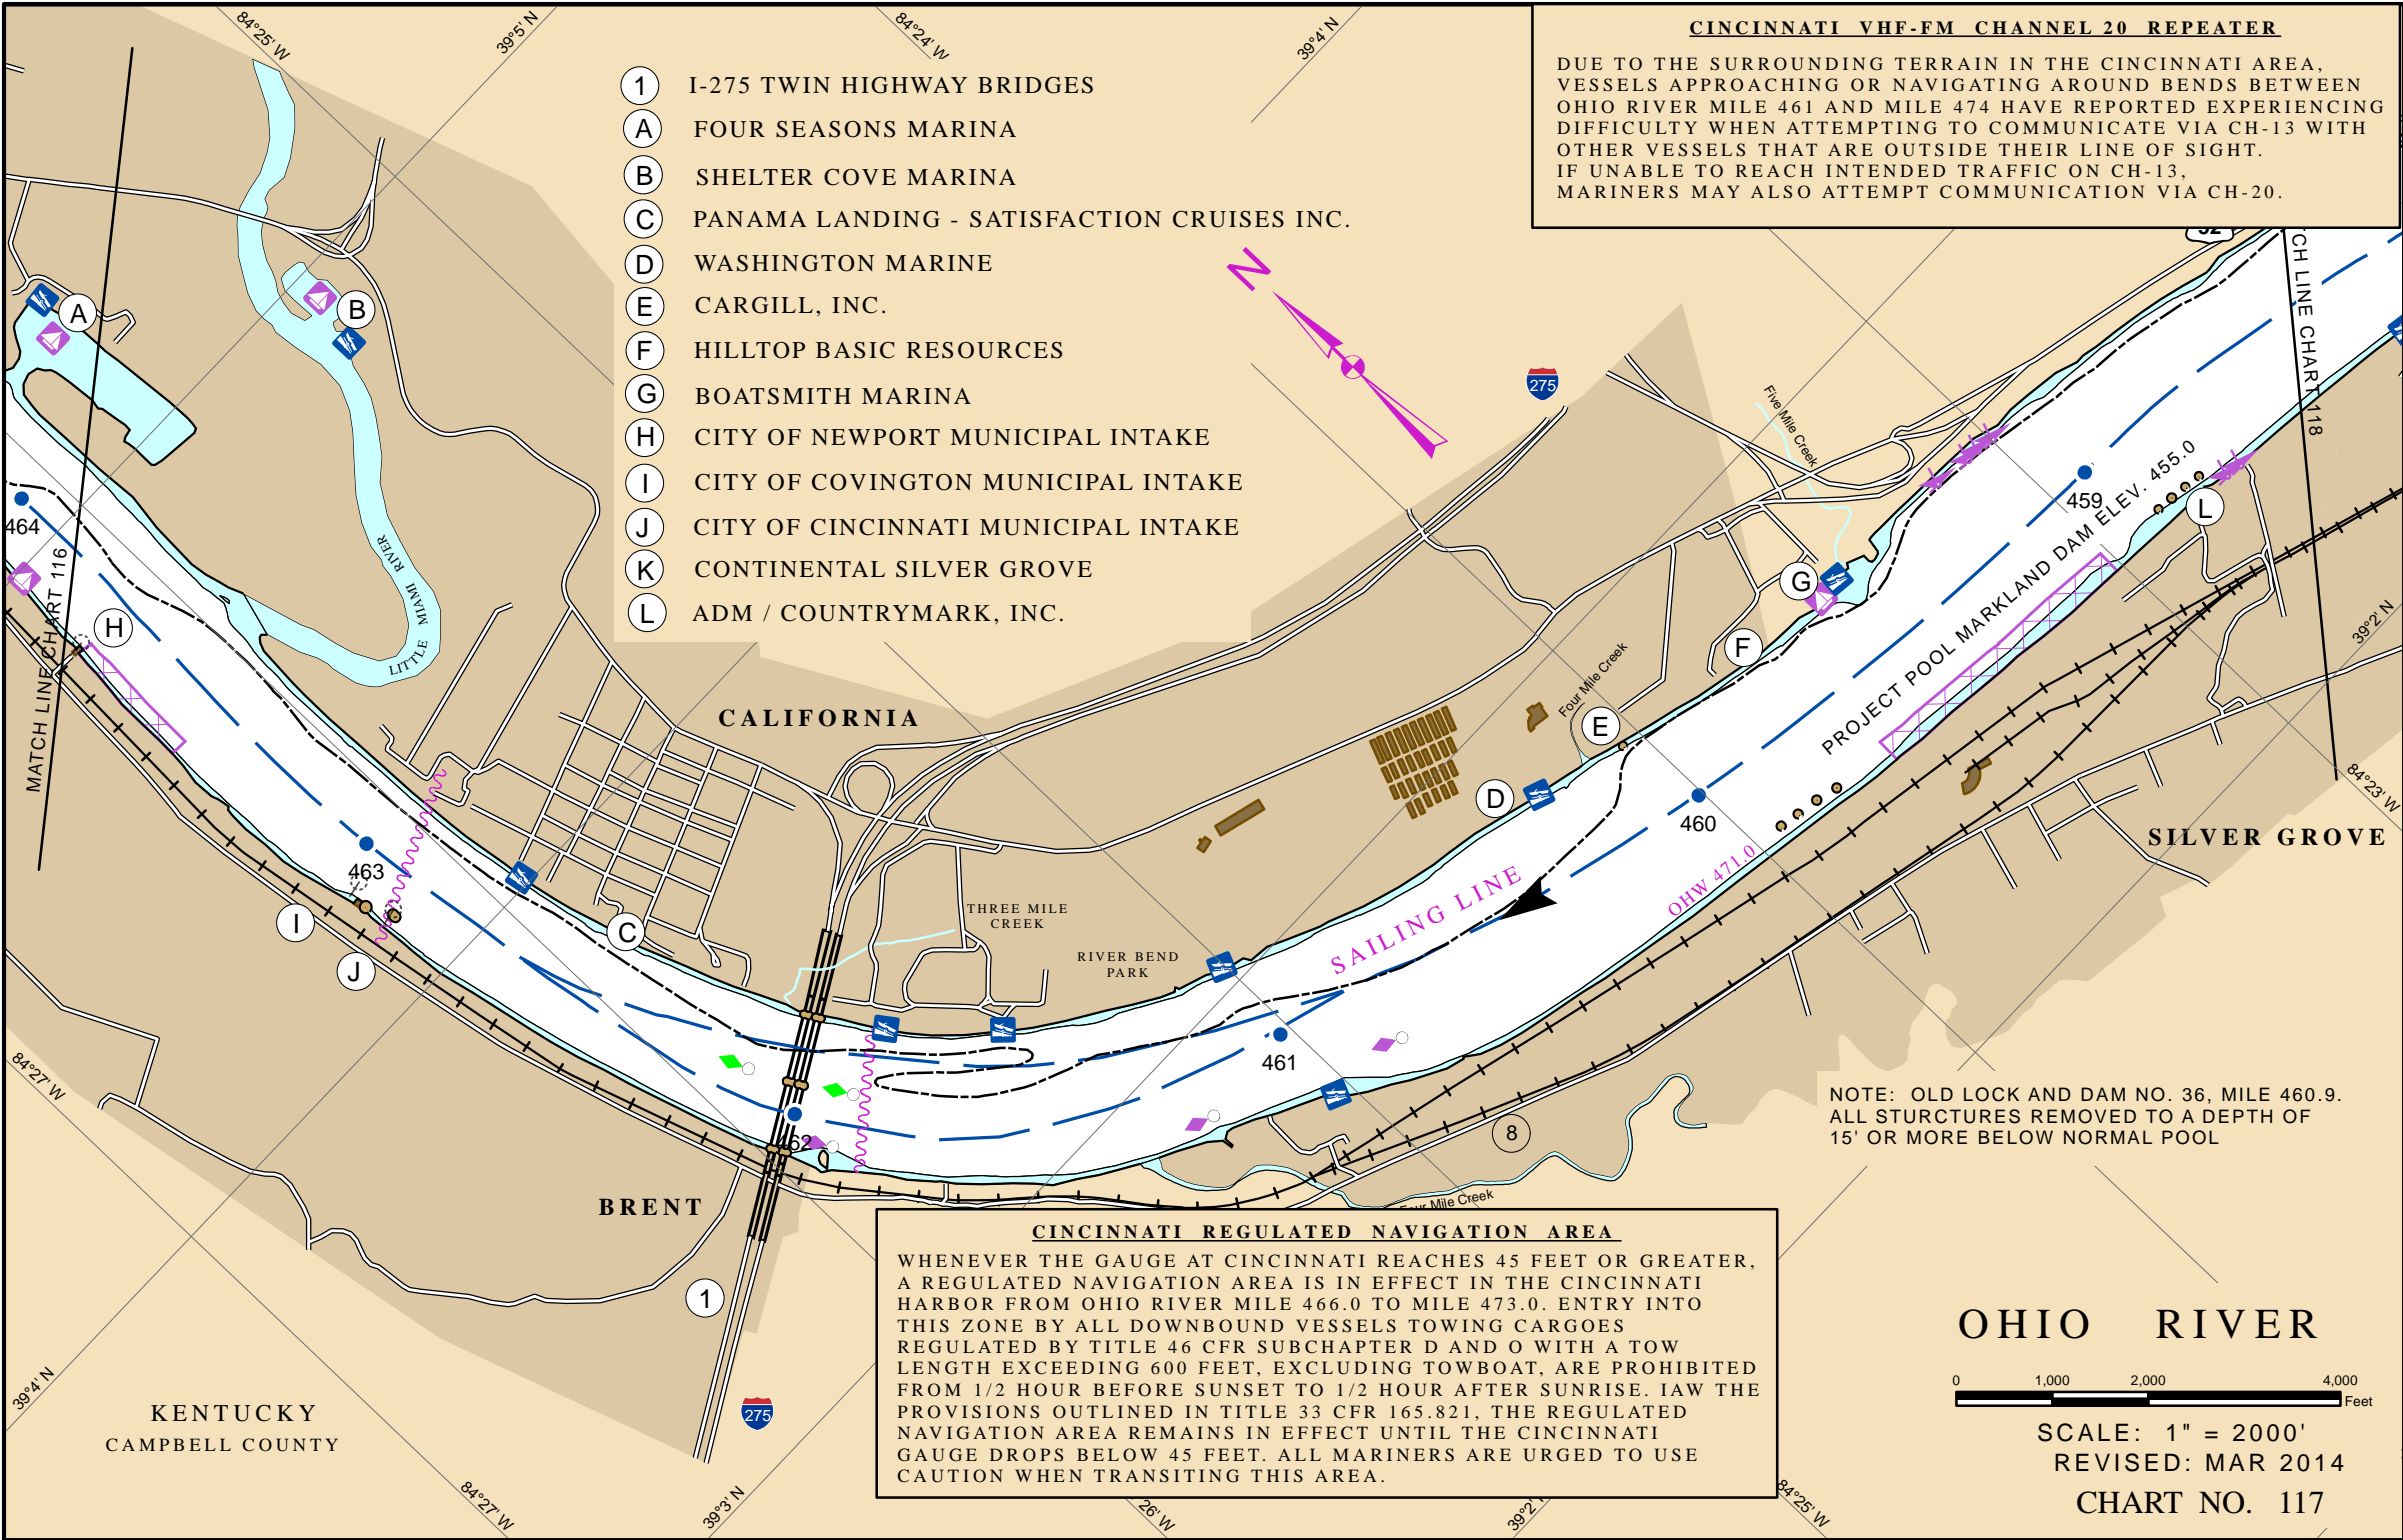 84°25' W
39°5' N
84°24' W
39°4' N
CINCINNATI VHF-FM CHANNEL 20 REPEATER
DUE TO THE SURROUNDING TERRAIN IN THE CINCINNATI AREA,
VESSELS APPROACHING OR NAVIGATING AROUND BENDS BETWEEN
OHIO RIVER MILE 461 AND MILE 474 HAVE REPORTED EXPERIENCING
DIFFICULTY WHEN ATTEMPTING TO COMMUNICATE VIA CH-13 WITH
OTHER VESSELS THAT ARE OUTSIDE THEIR LINE OF SIGHT.
IF UNABLE TO REACH INTENDED TRAFFIC ON CH-13,
MARINERS MAY ALSO ATTEMPT COMMUNICATION VIA CH-20.
1 I-275 TWIN HIGHWAY BRIDGES
A FOUR SEASONS MARINA
B SHELTER COVE MARINA
C PANAMA LANDING - SATISFACTION CRUISES INC.
D WASHINGTON MARINE
E CARGILL, INC.
F HILLTOP BASIC RESOURCES
G BOATSMITH MARINA
H CITY OF NEWPORT MUNICIPAL INTAKE
I CITY OF COVINGTON MUNICIPAL INTAKE
J CITY OF CINCINNATI MUNICIPAL INTAKE
K CONTINENTAL SILVER GROVE
L ADM / COUNTRYMARK, INC.
N
A
B
275
Five Mile Creek
LINE CHART 118
464
MATCH LINE CHART 116
H
LITTLE MIAMI RIVER
459
L
G
F
PROJECT POOL MARKLAND DAM ELEV. 455.0
39°2' N
Four Mile Creek
E
D
CALIFORNIA
460
84°23' W
SILVER GROVE
463
I
J
C
THREE MILE
CREEK
RIVER BEND
PARK
SAILING LINE
OHW 471.0
461
462
8
84°27' W
NOTE: OLD LOCK AND DAM NO. 36, MILE 460.9.
ALL STURCTURES REMOVED TO A DEPTH OF
15' OR MORE BELOW NORMAL POOL
BRENT
Mile Creek
1
CINCINNATI REGULATED NAVIGATION AREA
WHENEVER THE GAUGE AT CINCINNATI REACHES 45 FEET OR GREATER,
A REGULATED NAVIGATION AREA IS IN EFFECT IN THE CINCINNATI
HARBOR FROM OHIO RIVER MILE 466.0 TO MILE 473.0. ENTRY INTO
THIS ZONE BY ALL DOWNBOUND VESSELS TOWING CARGOES
REGULATED BY TITLE 46 CFR SUBCHAPTER D AND O WITH A TOW
LENGTH EXCEEDING 600 FEET, EXCLUDING TOWBOAT, ARE PROHIBITED
FROM 1/2 HOUR BEFORE SUNSET TO 1/2 HOUR AFTER SUNRISE. IAW THE
PROVISIONS OUTLINED IN TITLE 33 CFR 165.821, THE REGULATED
NAVIGATION AREA REMAINS IN EFFECT UNTIL THE CINCINNATI
GAUGE DROPS BELOW 45 FEET. ALL MARINERS ARE URGED TO USE
CAUTION WHEN TRANSITING THIS AREA.
39°4' N
KENTUCKY
CAMPBELL COUNTY
275
84°27' W
39°3' N
26' W
39°2'
84°25' W
OHIO RIVER
0 1,000 2,000 4,000
Feet
SCALE: 1" = 2000'
REVISED: MAR 2014
CHART NO. 117